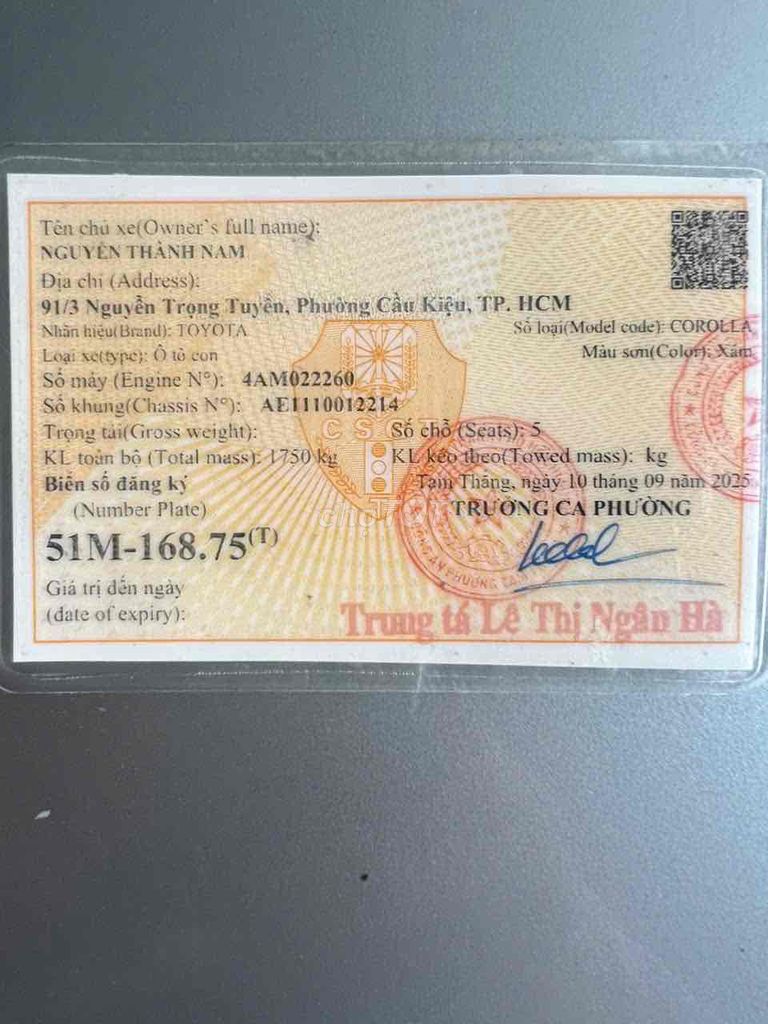 Tên chủ xe(Owner`s full name):
NGUYỄN THÀNH NAM
Địa chỉ (Address):
91/3 Nguyễn Trọng Tuyển, Phường Cầu Kiệu, TP. HCM
Nhãn hiệu(Brand): TOYOTA Số loại(Model code): COROLLA
Loại xe(type): Ô tô con Màu sơn(Color): Xám
Số máy (Engine N°): 4AM022260
Số khung(Chassis N°): AE1110012214
CSGT
Trọng tải(Gross weight): Số chỗ (Seats): 5
KL toàn bộ (Total mass): 1750 kg KL kéo theo(Towed mass): kg
Biển số đăng ký Tam Thắng, ngày 10 tháng 09 năm 2025
(Number Plate) TRƯỞNG CA PHƯỜNG
chợTỐT
51M-168.75(T)
Giá trị đến ngày
(date of expiry):
Trung tá Lê Thị Ngân Hà